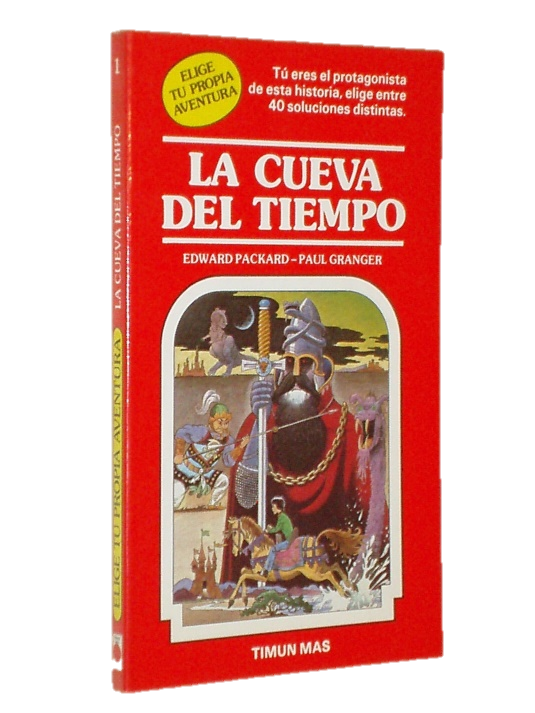 ELIGE
TU PROPIA
AVENTURA
Tú eres el protagonista
de esta historia, elige entre
40 soluciones distintas.
LA CUEVA
DEL TIEMPO
EDWARD PACKARD – PAUL GRANGER
TIMUN MAS
1
LA CUEVA DEL TIEMPO
ELIGE TU PROPIA AVENTURA